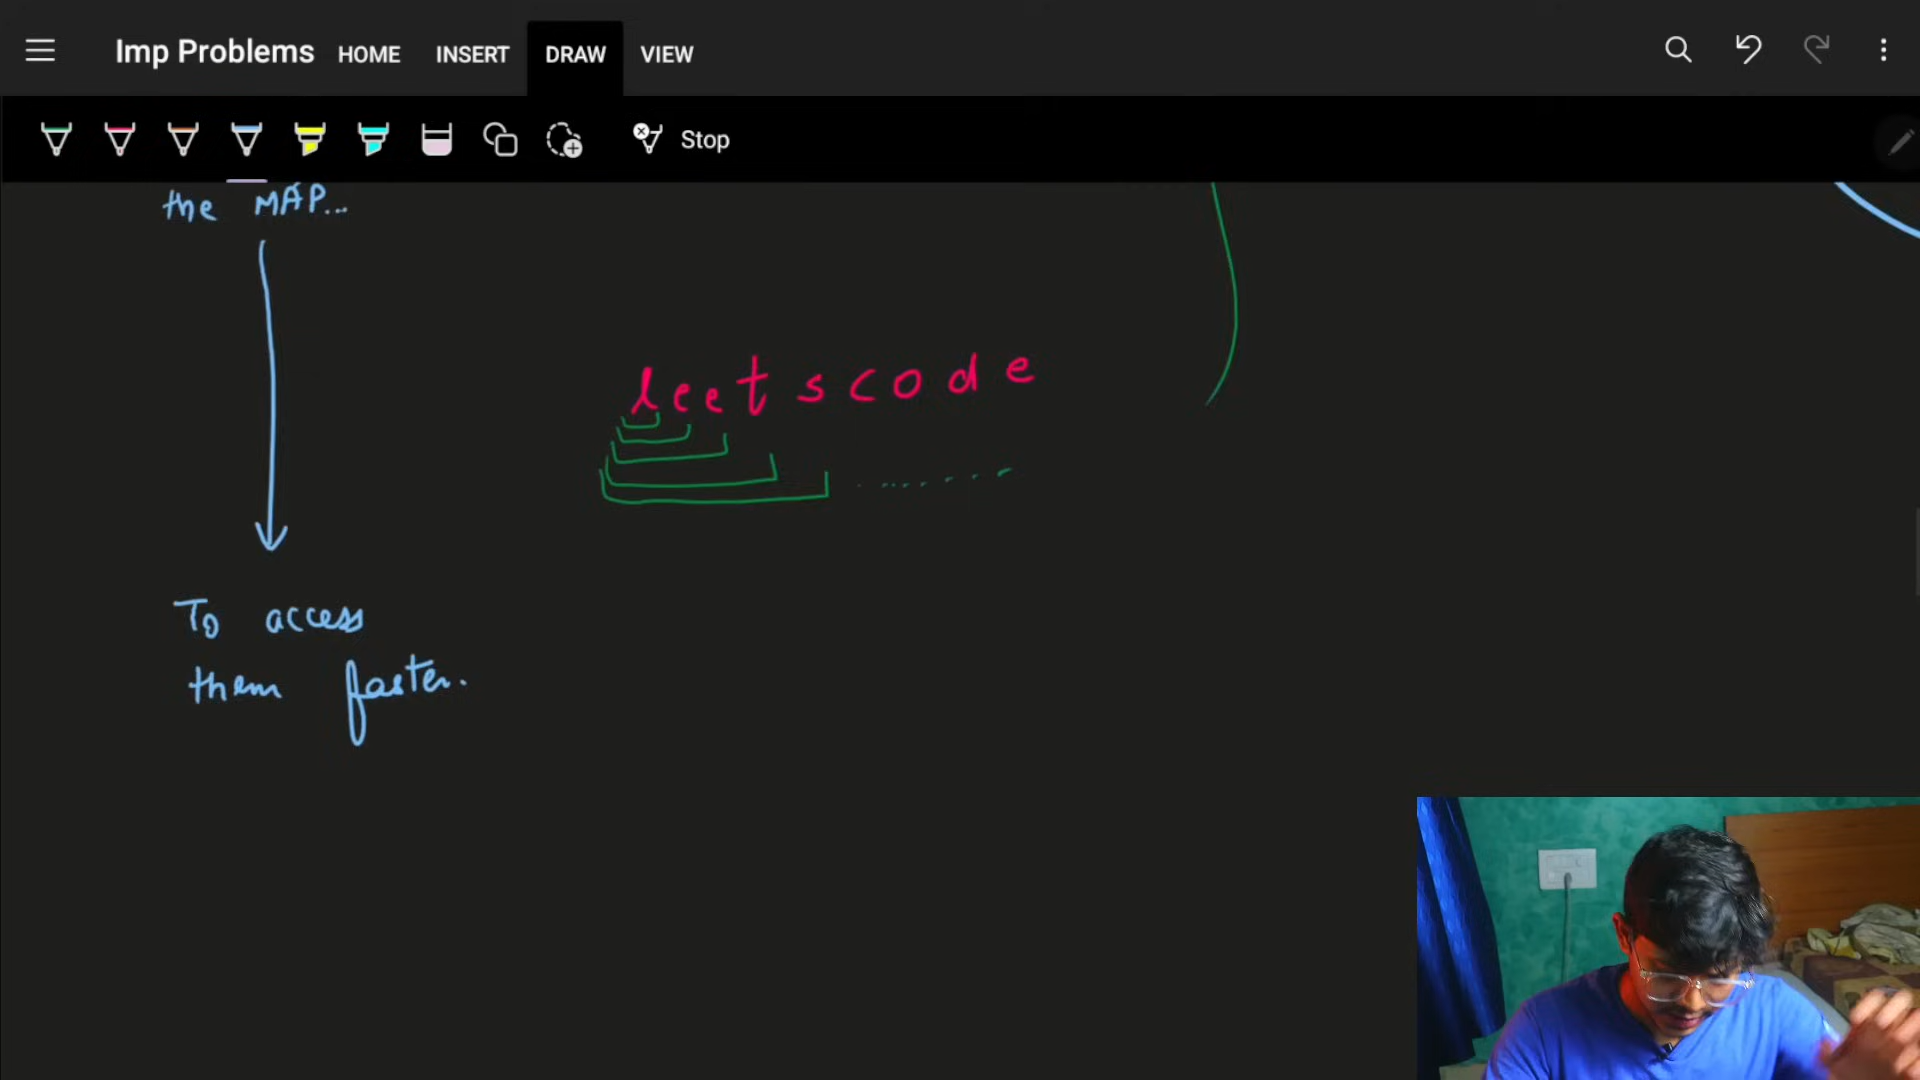 Imp Problems HOME INSERT DRAW VIEW
Stop
the MAP...
leetscode
To access
them faster.